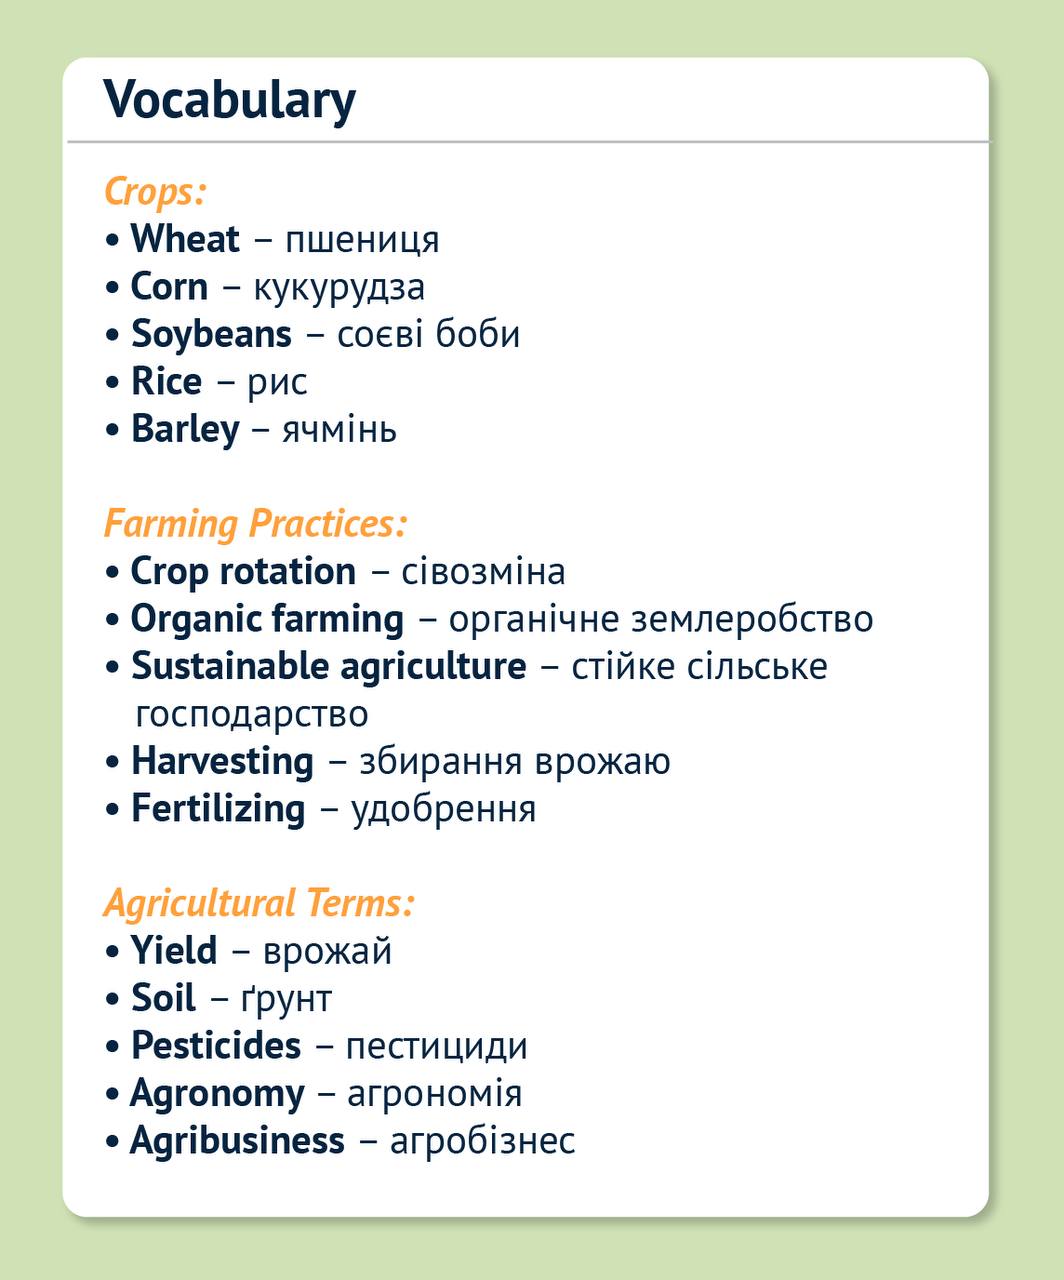 Vocabulary
Crops:
• Wheat – пшениця
• Corn – кукурудза
• Soybeans – соєві боби
• Rice – рис
• Barley – ячмінь
Farming Practices:
• Crop rotation – сівозміна
• Organic farming – органічне землеробство
• Sustainable agriculture – стійке сільське
господарство
• Harvesting – збирання врожаю
• Fertilizing – удобрення
Agricultural Terms:
• Yield – врожай
• Soil – ґрунт
• Pesticides – пестициди
• Agronomy – агрономія
• Agribusiness – агробізнес